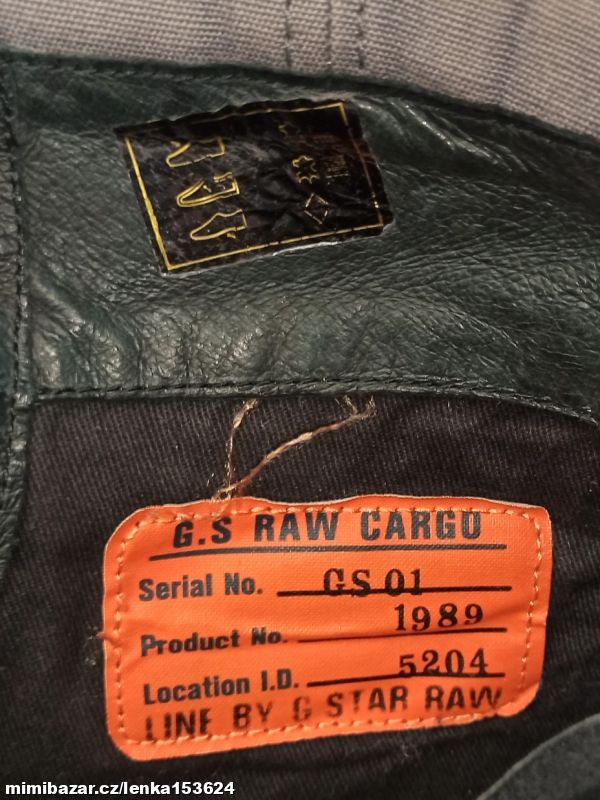 G.S RAW CARGO
Serial No. GS 01
Product No. 1989
Location I.D. 5204
LINE BY G STAR RAW
mimibazar.cz/lenka153624